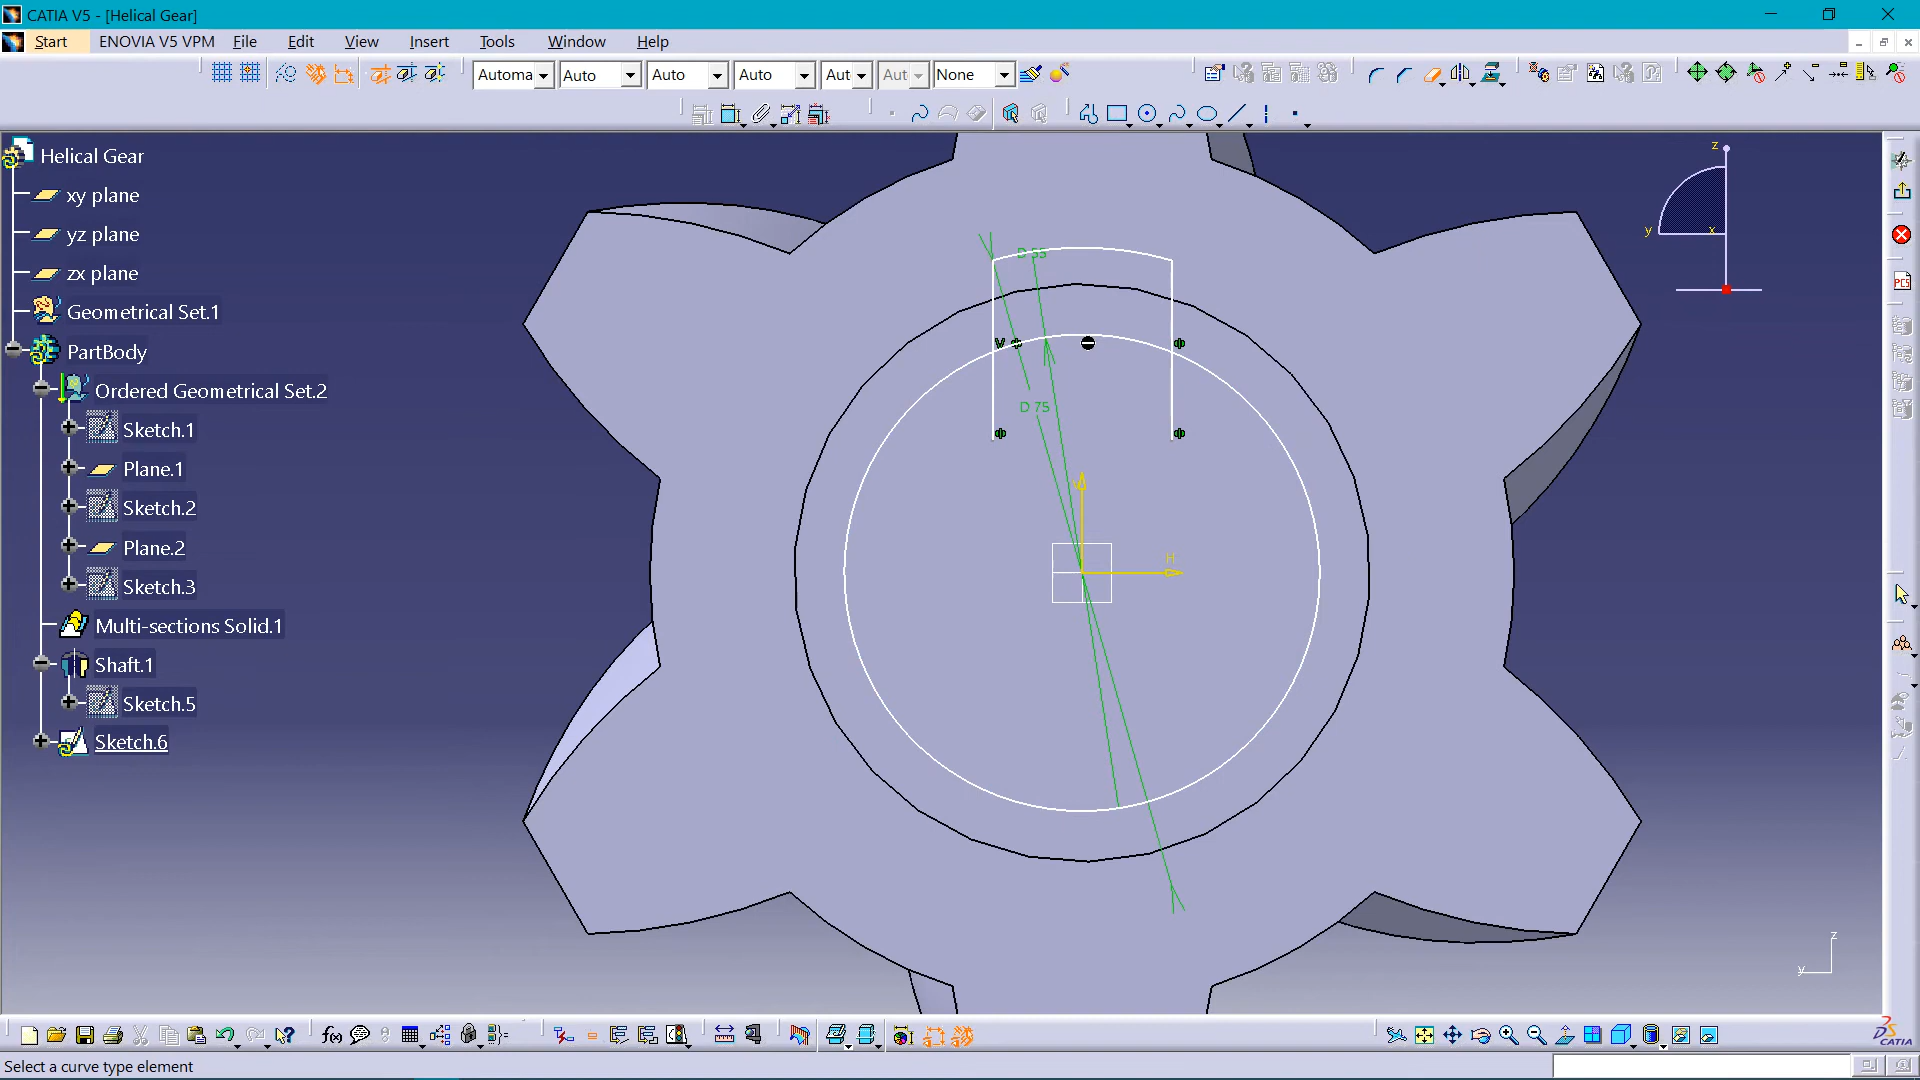 CATIA V5 - [Helical Gear]
Start ENOVIA V5 VPM File Edit View Insert Tools Window Help
Automa Auto Auto Auto Aut Aut None
Helical Gear
xy plane
yz plane
zx plane
Geometrical Set.1
PartBody
Ordered Geometrical Set.2
Sketch.1
Plane.1
Sketch.2
Plane.2
Sketch.3
Multi-sections Solid.1
Shaft.1
Sketch.5
Sketch.6
D 55
V
D 75
H
z
y x
PCS
z
y
f(x)
CATIA
Select a curve type element